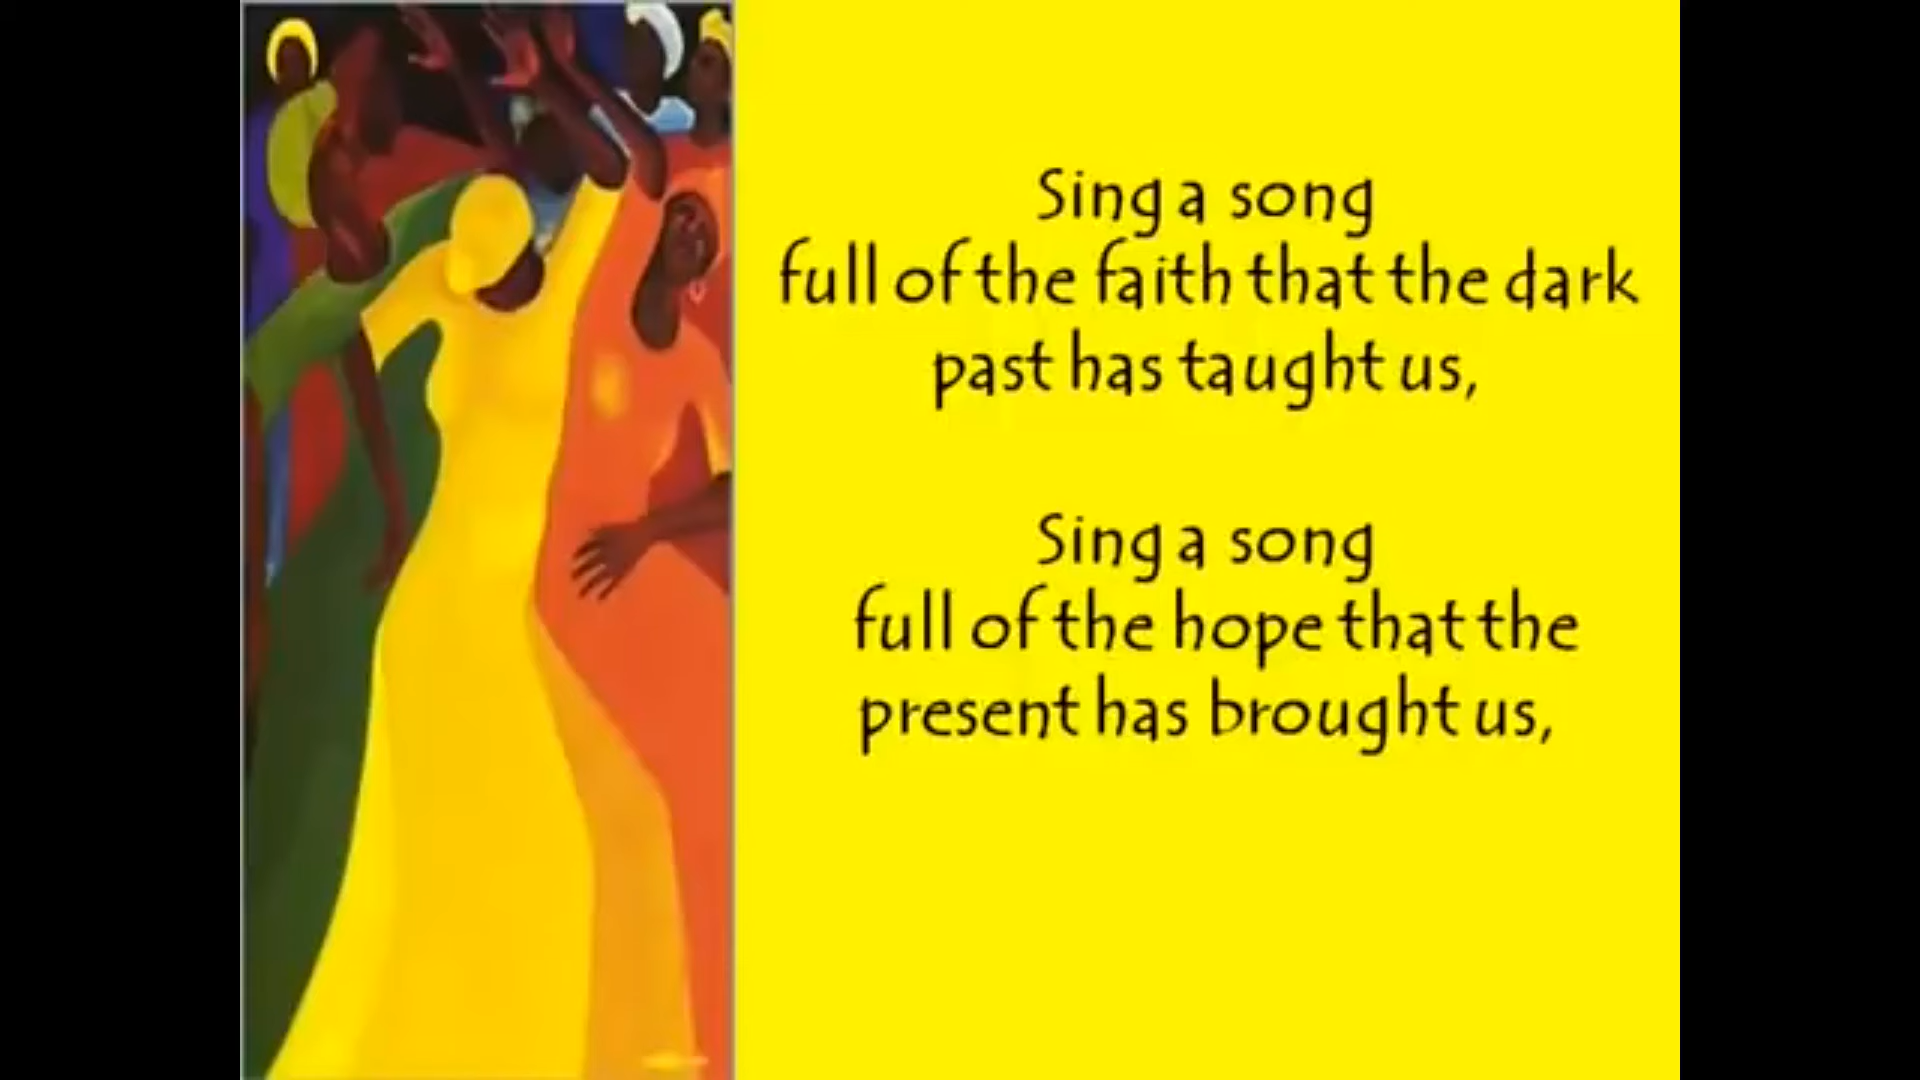 Sing a song
full of the faith that the dark
past has taught us,
Sing a song
full of the hope that the
present has brought us,